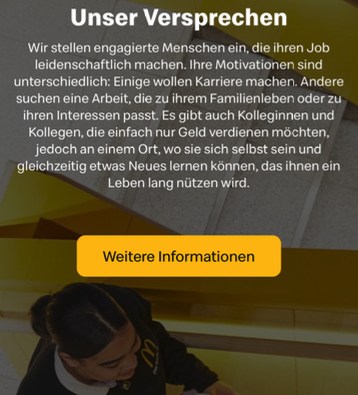 Unser Versprechen
Wir stellen engagierte Menschen ein, die ihren Job
leidenschaftlich machen. Ihre Motivationen sind
unterschiedlich: Einige wollen Karriere machen. Andere
suchen eine Arbeit, die zu ihrem Familienleben oder zu
ihren Interessen passt. Es gibt auch Kolleginnen und
Kollegen, die einfach nur Geld verdienen möchten,
jedoch an einem Ort, wo sie sich selbst sein und
gleichzeitig etwas Neues lernen können, das ihnen ein
Leben lang nützen wird.
Weitere Informationen